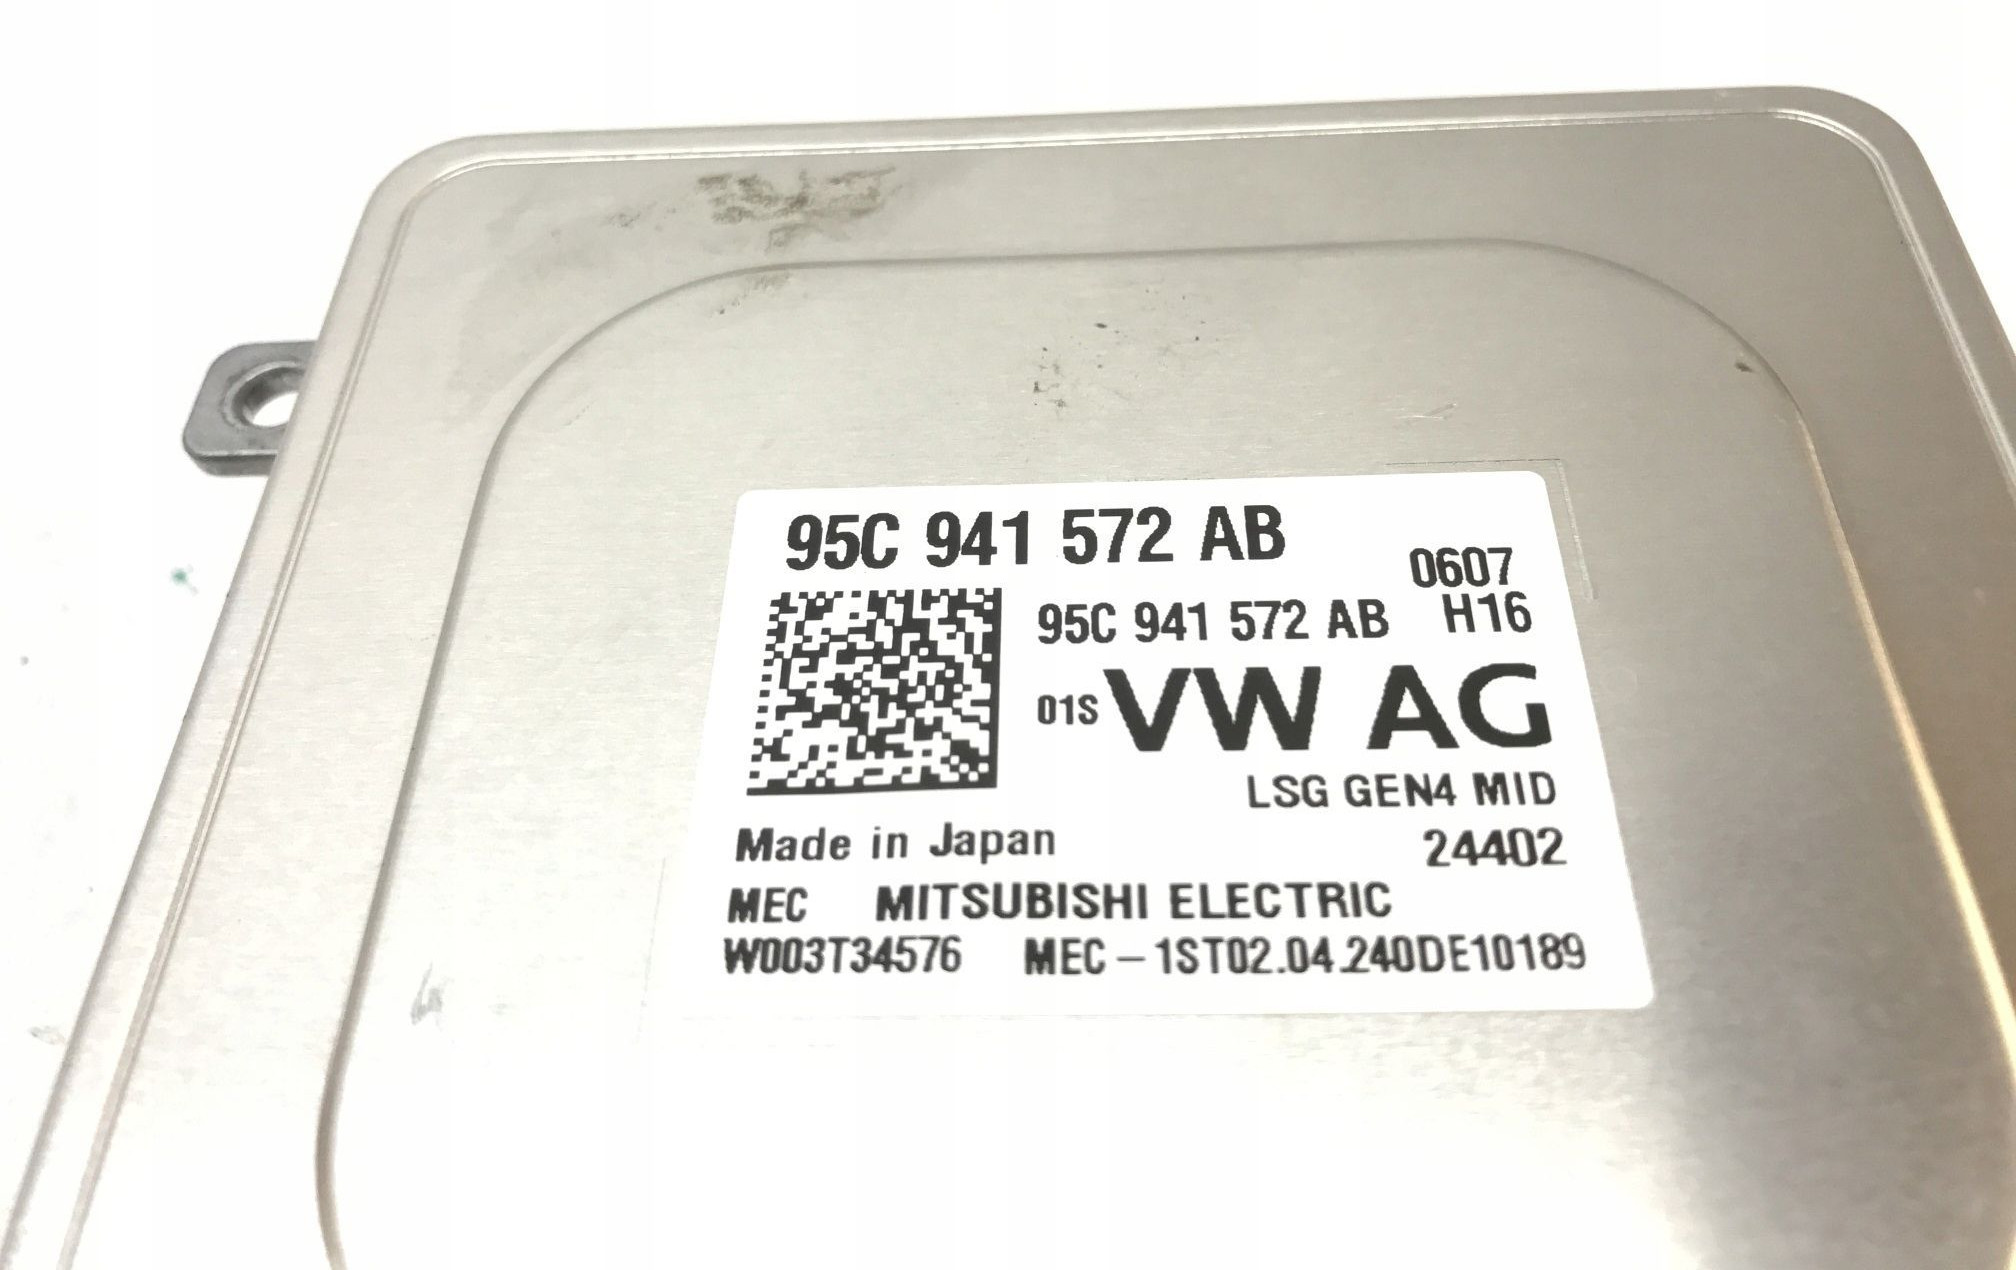 95C 941 572 AB
0607
95C 941 572 AB H16
01S VW AG
LSG GEN4 MID
Made in Japan 24402
MEC MITSUBISHI ELECTRIC
W003T34576 MEC-1ST02.04.240DE10189